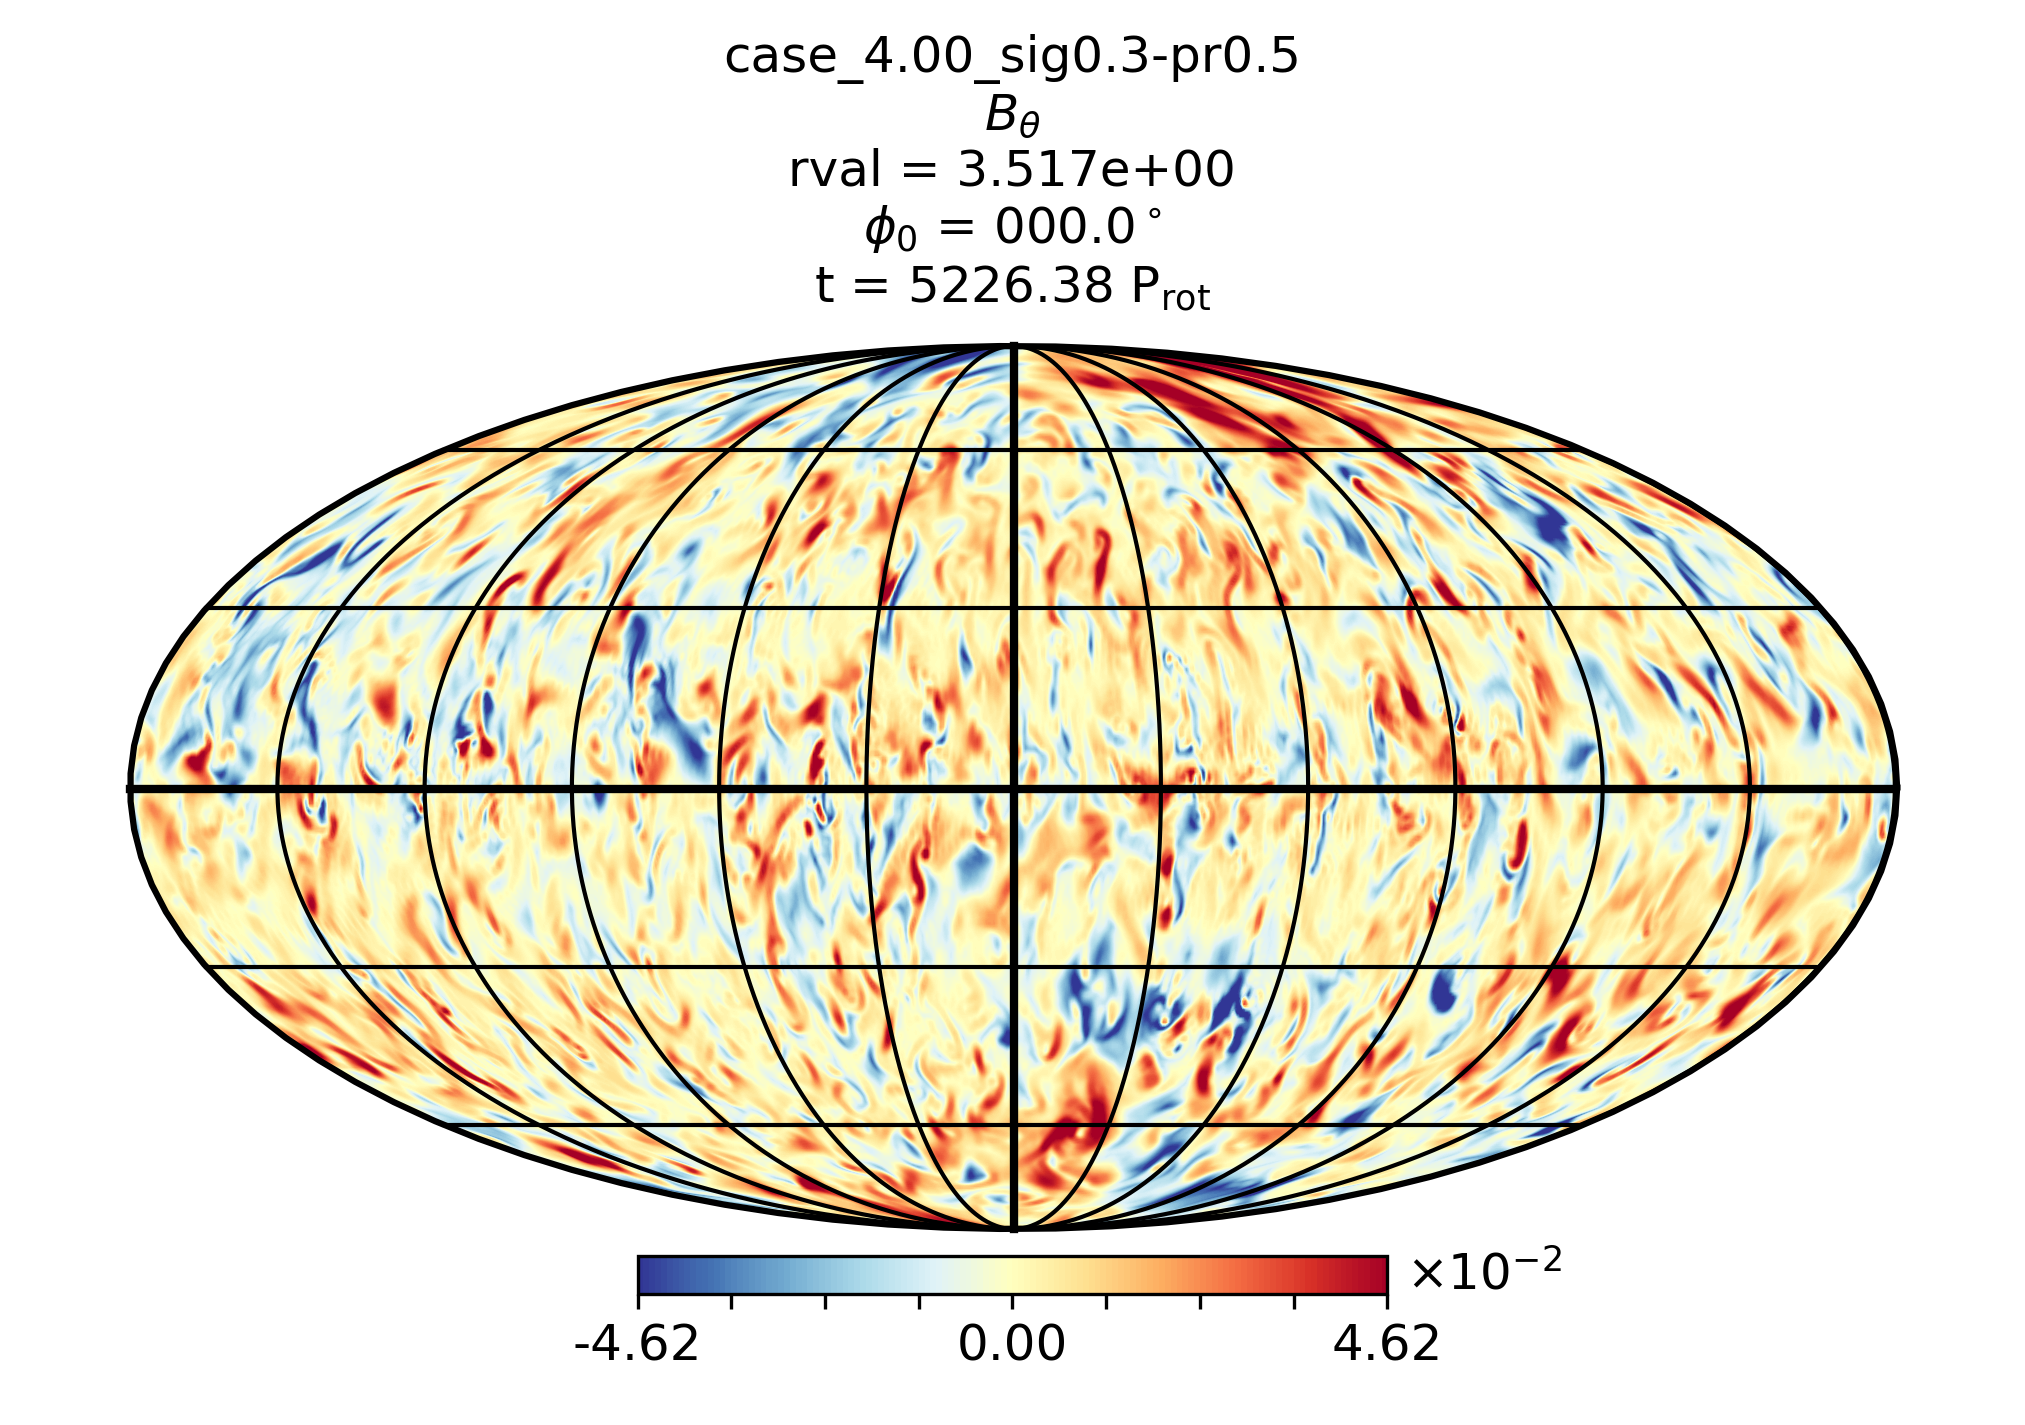 case_4.00_sig0.3-pr0.5
B_θ
rval = 3.517e+00
ϕ_0 = 000.0°
t = 5226.38 P_rot
×10^−2
-4.62 0.00 4.62